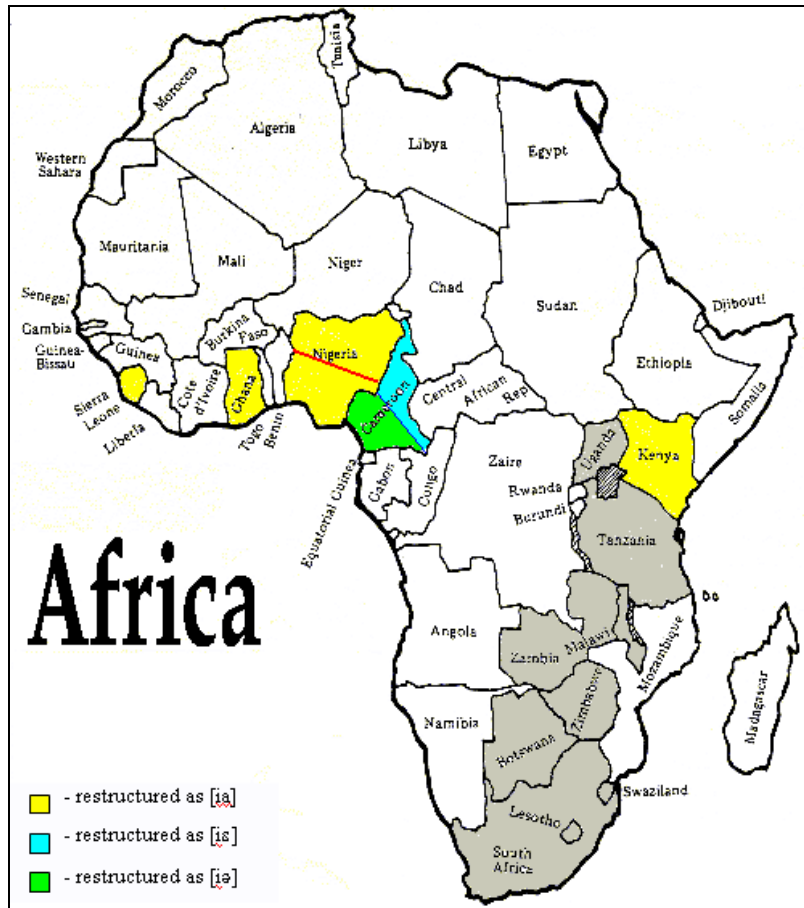 Tunisia
Morocco
Algeria
Libya
Egypt
Western
Sahara
Mauritania
Mali
Niger
Chad
Sudan
Senegal
Gambia
Guinea-
Bissau
Guinea
Burkina
Faso
Nigeria
Djibouti
Ethiopia
Somalia
Sierra
Leone
Liberia
Cote
d'Ivoire
Ghana
Togo
Benin
Cameroon
Central
African
Rep
Equatorial Guinea
Gabon
Congo
Zaire
Uganda
Kenya
Rwanda
Burundi
Tanzania
Africa
Angola
Zambia
Malawi
Mozambique
Madagascar
Namibia
Zimbabwe
Botswana
Swaziland
Lesotho
South
Africa
- restructured as [ia]
- restructured as [iɛ]
- restructured as [iə]